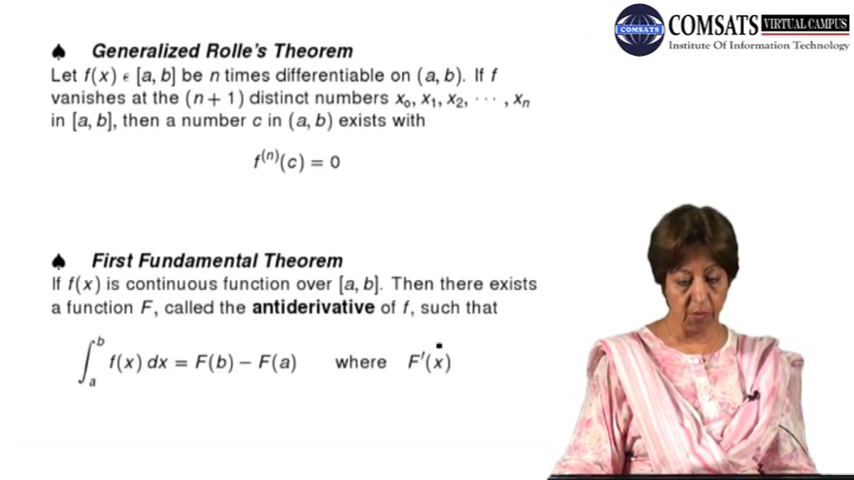 COMSATS VIRTUAL CAMPUS
Institute Of Information Technology
COMSATS
♠ Generalized Rolle's Theorem
Let f(x) ϵ [a, b] be n times differentiable on (a, b). If f
vanishes at the (n + 1) distinct numbers x₀, x₁, x₂, ⋯ , xₙ
in [a, b], then a number c in (a, b) exists with
f⁽ⁿ⁾(c) = 0
♠ First Fundamental Theorem
If f(x) is continuous function over [a, b]. Then there exists
a function F, called the antiderivative of f, such that
∫ₐᵇ f(x) dx = F(b) − F(a) where F′(x)